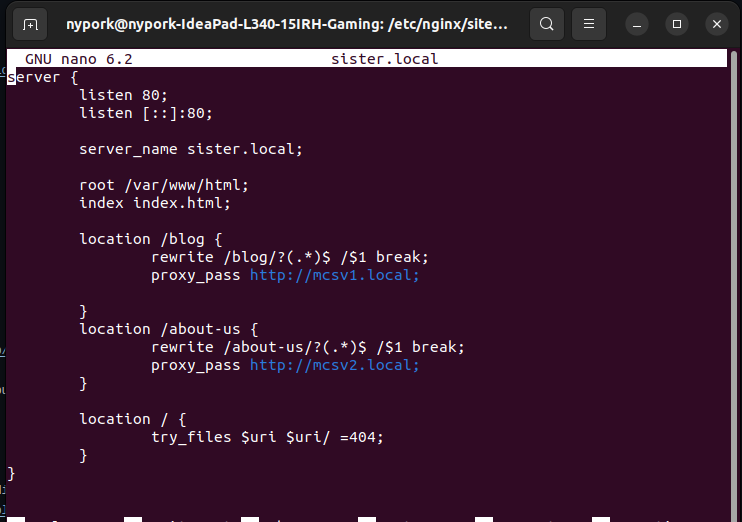 nypork@nypork-IdeaPad-L340-15IRH-Gaming: /etc/nginx/site...
GNU nano 6.2 sister.local
server {
listen 80;
listen [::]:80;
server_name sister.local;
root /var/www/html;
index index.html;
location /blog {
rewrite /blog/?(.*)$ /$1 break;
proxy_pass http://mcsv1.local;
}
location /about-us {
rewrite /about-us/?(.*)$ /$1 break;
proxy_pass http://mcsv2.local;
}
location / {
try_files $uri $uri/ =404;
}
}